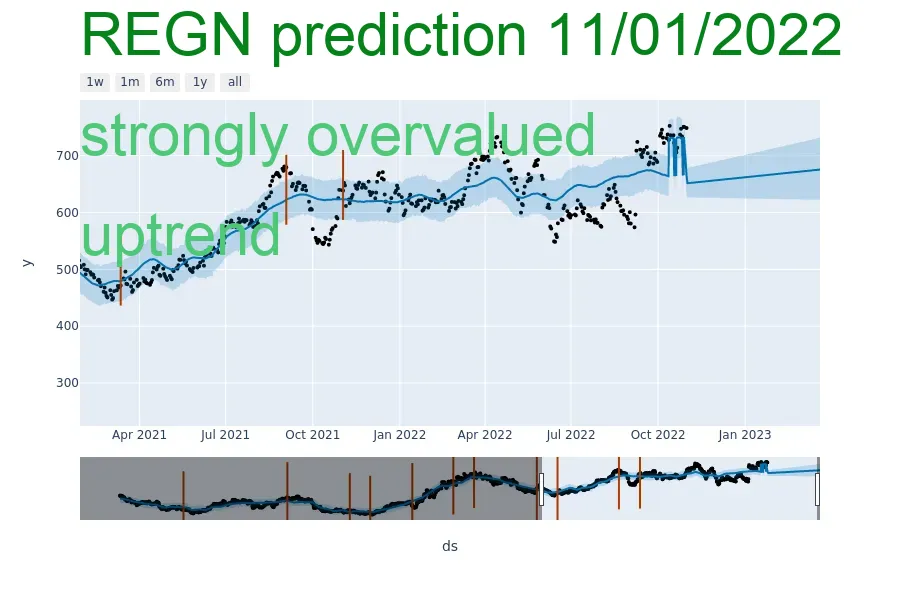 REGN prediction 11/01/2022
1w 1m 6m 1y all
strongly overvalued
700
600
uptrend
500
400
300
y
Apr 2021 Jul 2021 Oct 2021 Jan 2022 Apr 2022 Jul 2022 Oct 2022 Jan 2023
ds